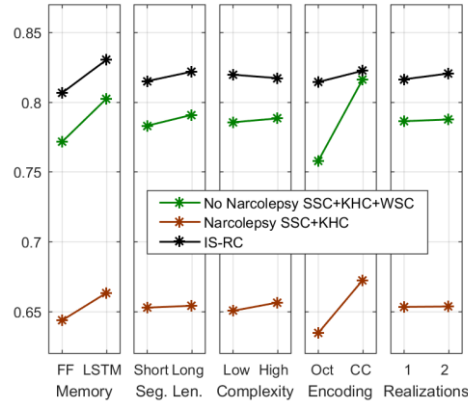 0.85
0.8
0.75
0.7
0.65
No Narcolepsy SSC+KHC+WSC
Narcolepsy SSC+KHC
IS-RC
FF LSTM Short Long Low High Oct CC 1 2
Memory Seg. Len. Complexity Encoding Realizations